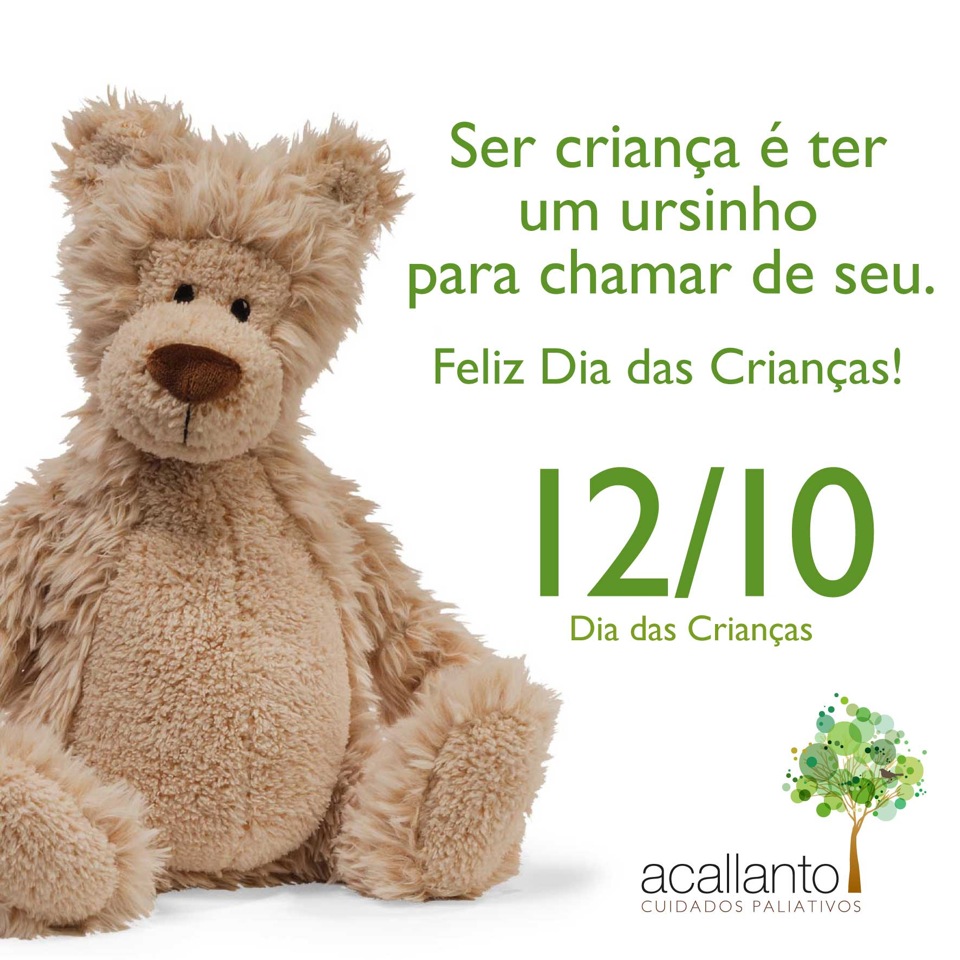 Ser criança é ter
um ursinho
para chamar de seu.
Feliz Dia das Crianças!
12/10
Dia das Crianças
acallanto
CUIDADOS PALIATIVOS